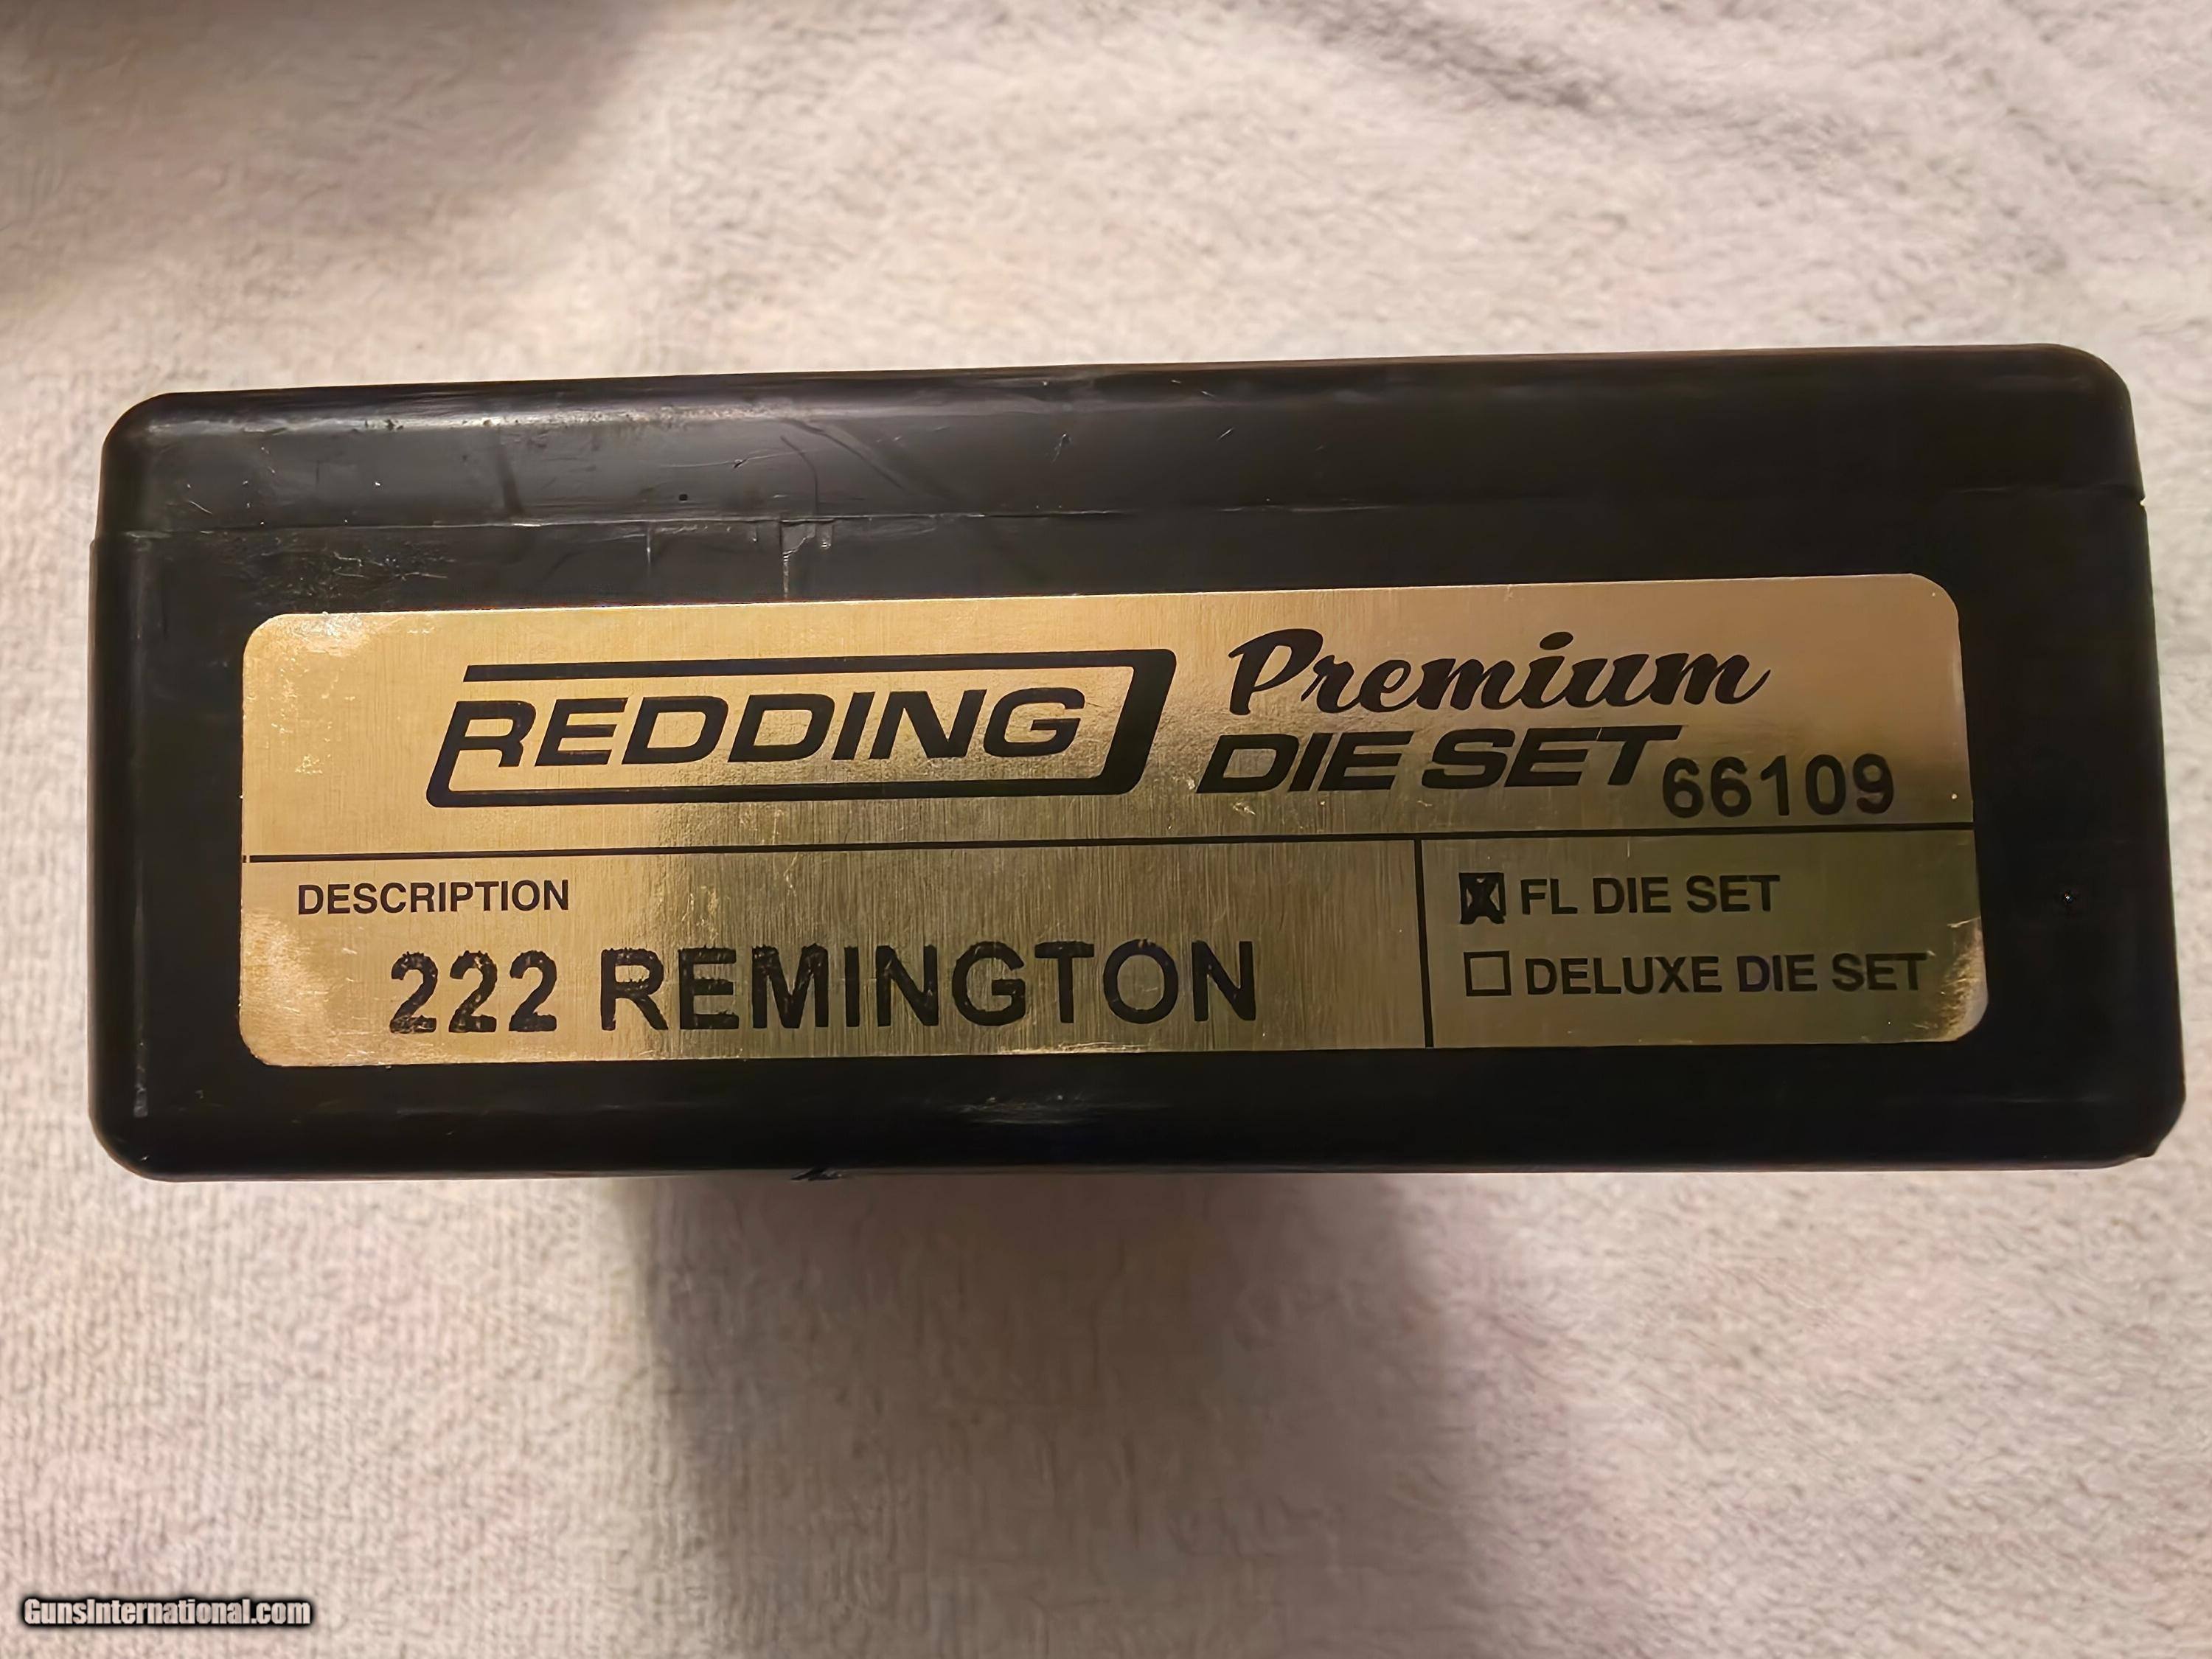 REDDING Premium
DIE SET 66109
DESCRIPTION
222 REMINGTON
FL DIE SET
DELUXE DIE SET
GunsInternational.com